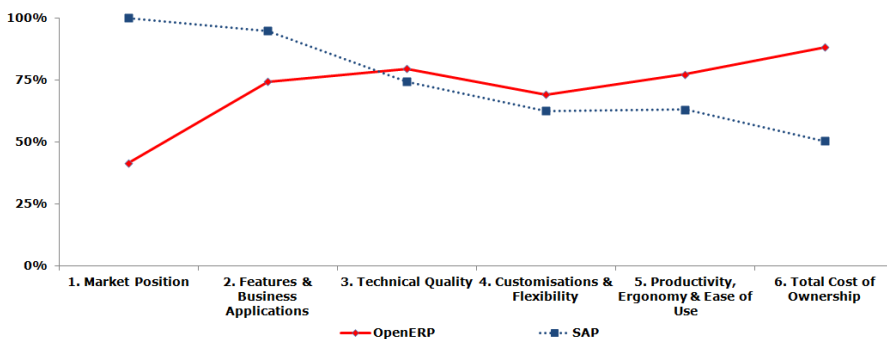 100%
75%
50%
25%
0%
1. Market Position
2. Features &
Business
Applications
3. Technical Quality
4. Customisations &
Flexibility
5. Productivity,
Ergonomy & Ease of
Use
6. Total Cost of
Ownership
OpenERP
SAP